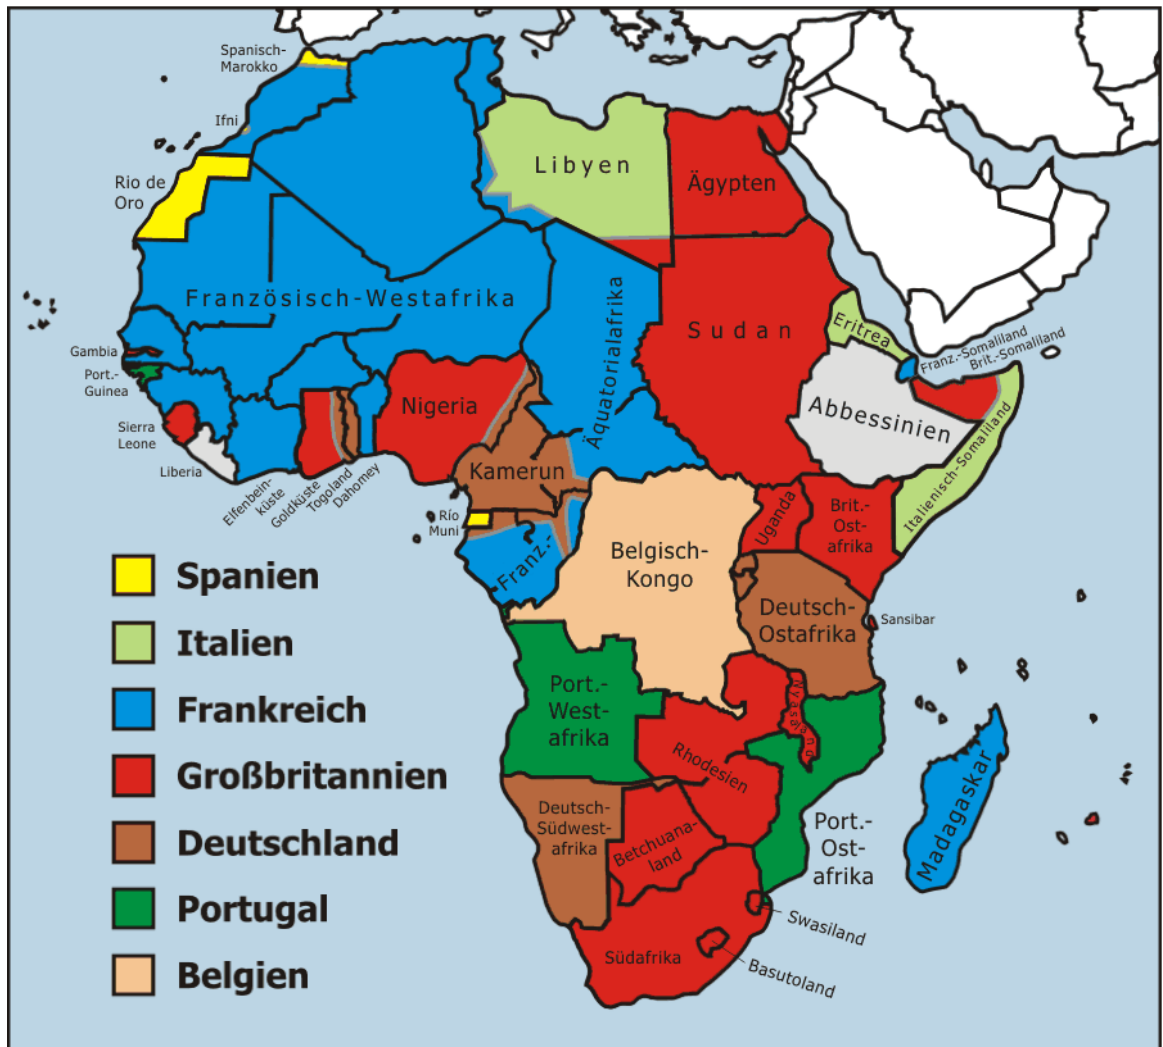 Spanisch-
Marokko
Ifni
Rio de
Oro
Libyen
Ägypten
Französisch-Westafrika
Äquatorialafrika
Sudan
Eritrea
Franz.-Somaliland
Brit.-Somaliland
Gambia
Port.-
Guinea
Sierra
Leone
Liberia
Elfenbein-
küste
Goldküste
Togoland
Dahomey
Nigeria
Kamerun
Abbessinien
Italienisch-Somaliland
Río
Muni
Franz.-
Belgisch-
Kongo
Uganda
Brit.-
Ost-
afrika
Deutsch-
Ostafrika
Sansibar
Spanien
Italien
Frankreich
Großbritannien
Deutschland
Portugal
Belgien
Port.-
West-
afrika
Nyasaland
Rhodesien
Deutsch-
Südwest-
afrika
Betchuana-
land
Port.-
Ost-
afrika
Madagaskar
Südafrika
Swasiland
Basutoland